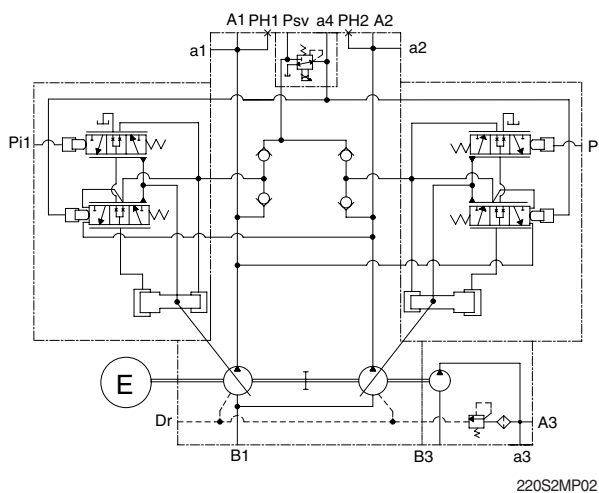 A1 PH1 Psv a4 PH2 A2
a1
a2
Pi1
P
E
Dr
A3
B1
B3
a3
220S2MP02